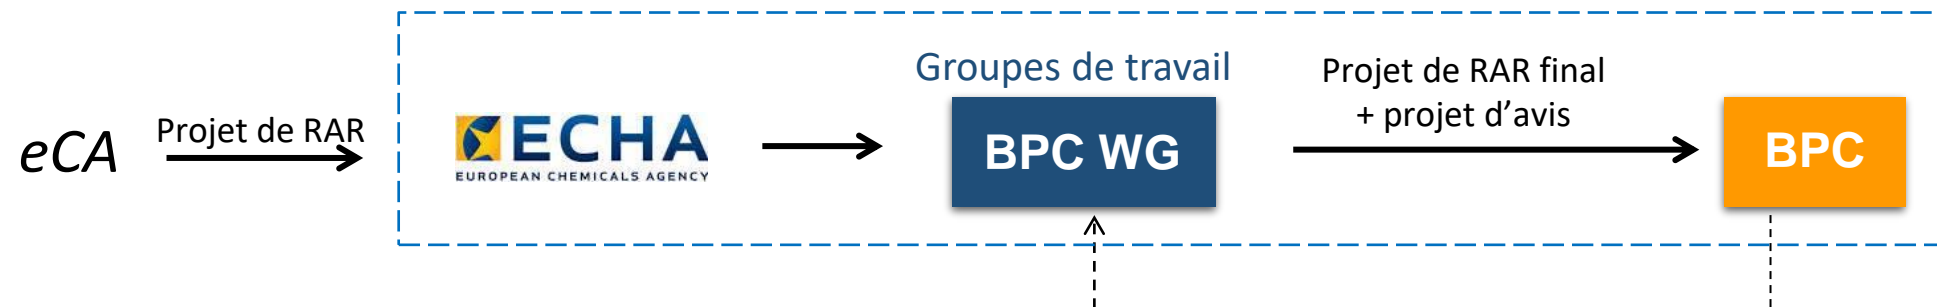 eCA
Projet de RAR
ECHA
EUROPEAN CHEMICALS AGENCY
Groupes de travail
BPC WG
Projet de RAR final
+ projet d’avis
BPC